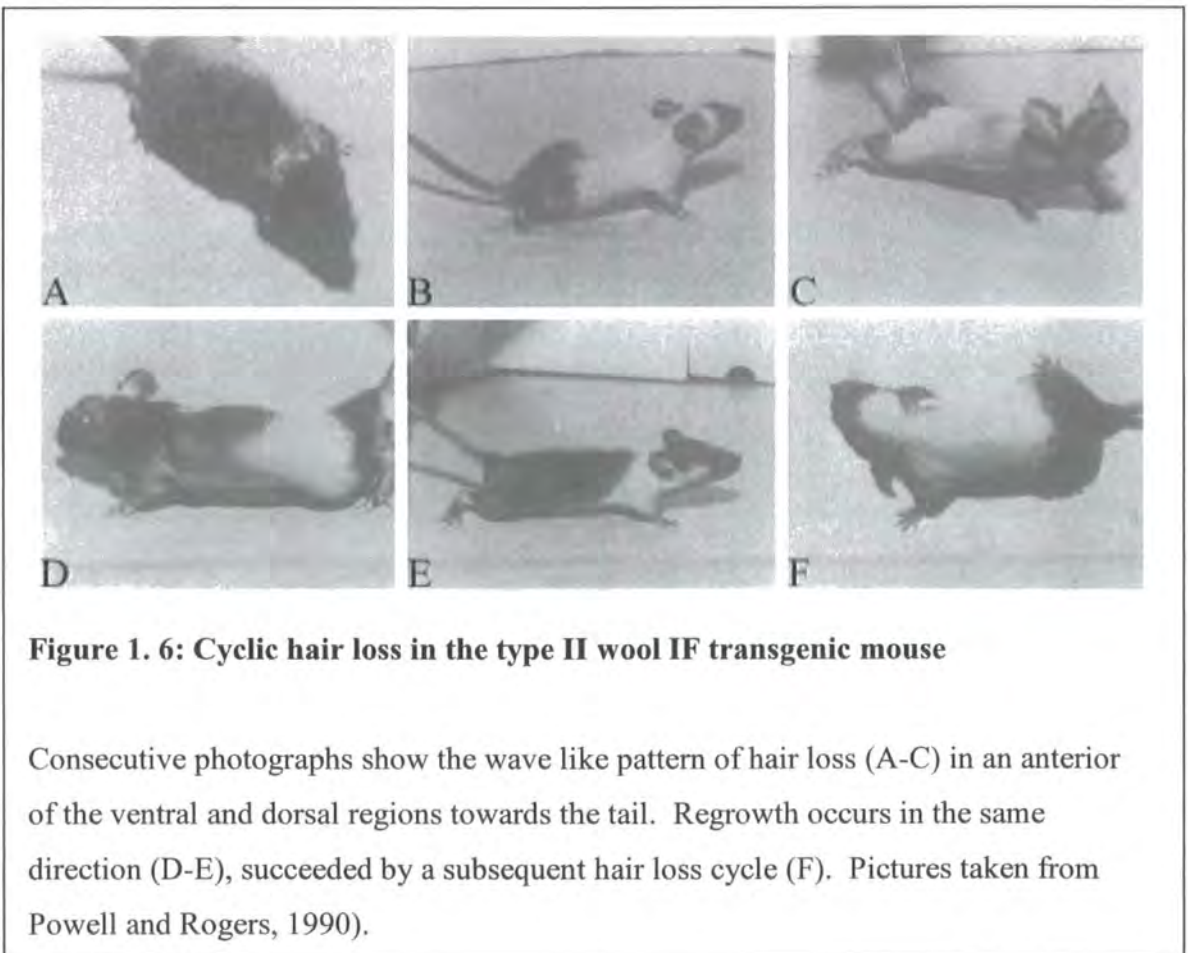 A B C
D E F
Figure 1. 6: Cyclic hair loss in the type II wool IF transgenic mouse
Consecutive photographs show the wave like pattern of hair loss (A-C) in an anterior
of the ventral and dorsal regions towards the tail. Regrowth occurs in the same
direction (D-E), succeeded by a subsequent hair loss cycle (F). Pictures taken from
Powell and Rogers, 1990).